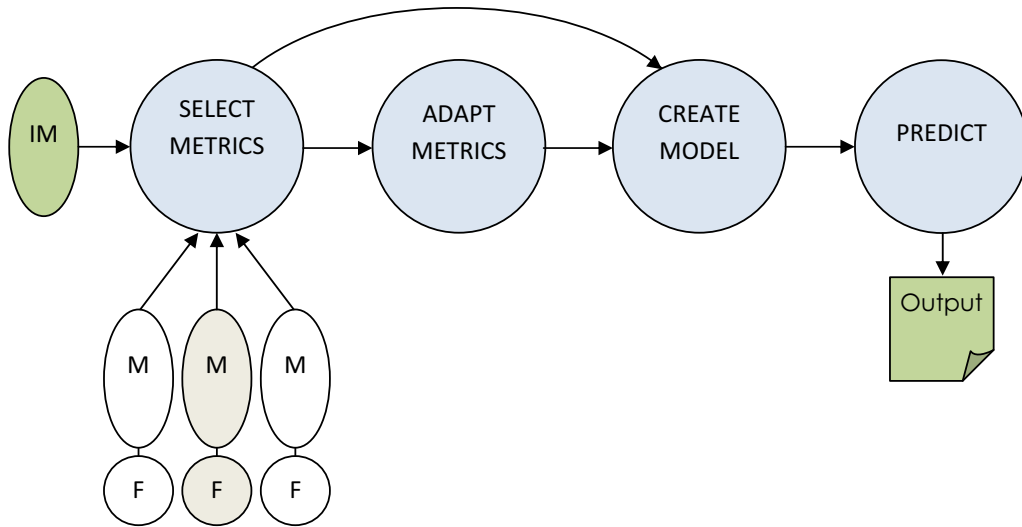 IM
SELECT
METRICS
ADAPT
METRICS
CREATE
MODEL
PREDICT
Output
M
M
M
F
F
F